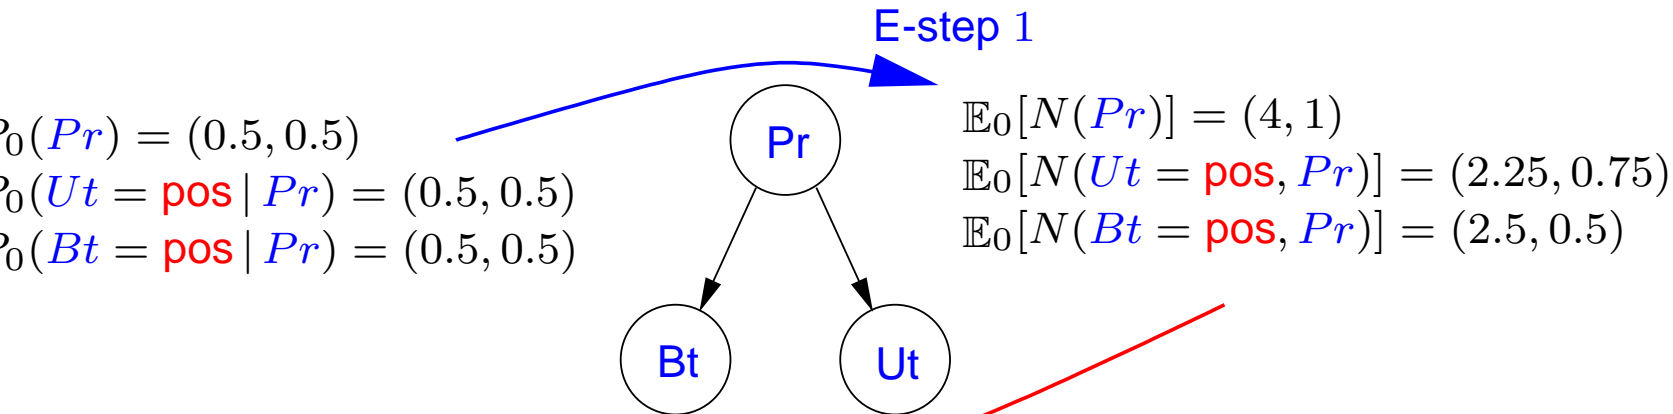 E-step 1
P₀(Pr) = (0.5, 0.5)
P₀(Ut = pos | Pr) = (0.5, 0.5)
P₀(Bt = pos | Pr) = (0.5, 0.5)
Pr
Bt
Ut
𝔼₀[N(Pr)] = (4, 1)
𝔼₀[N(Ut = pos, Pr)] = (2.25, 0.75)
𝔼₀[N(Bt = pos, Pr)] = (2.5, 0.5)